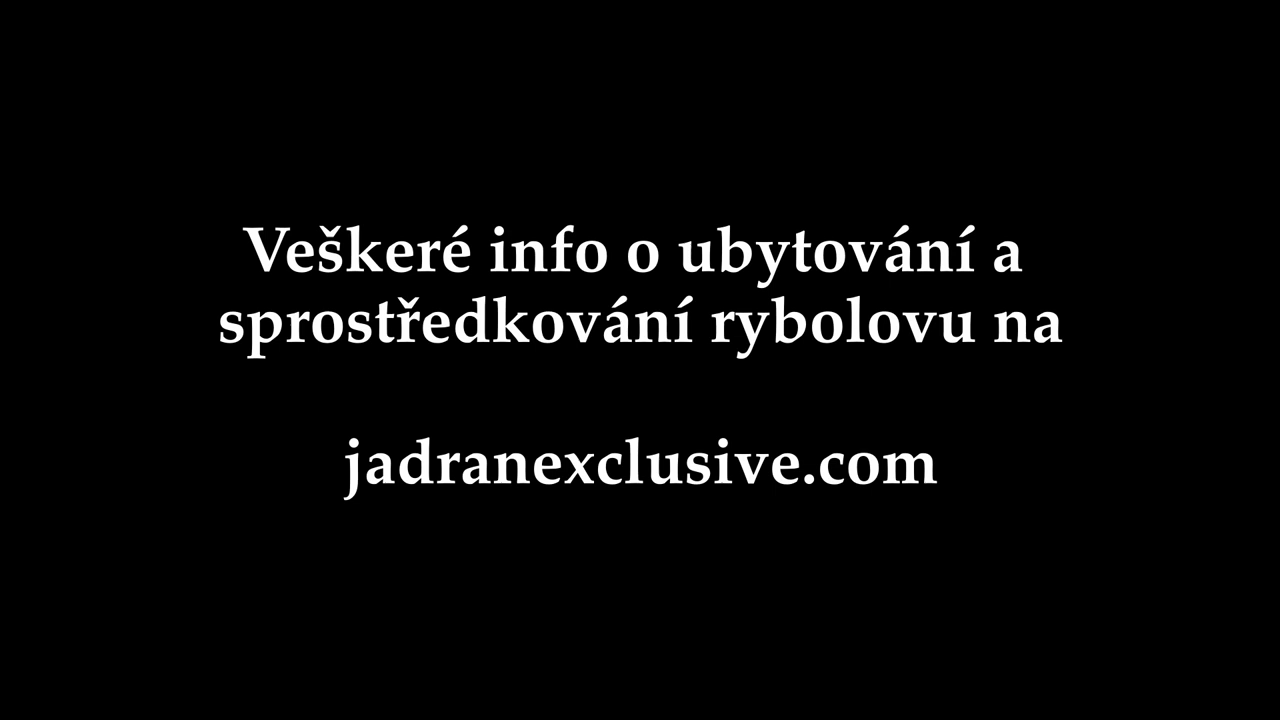 Veškeré info o ubytování a
sprostředkování rybolovu na
jadranexclusive.com